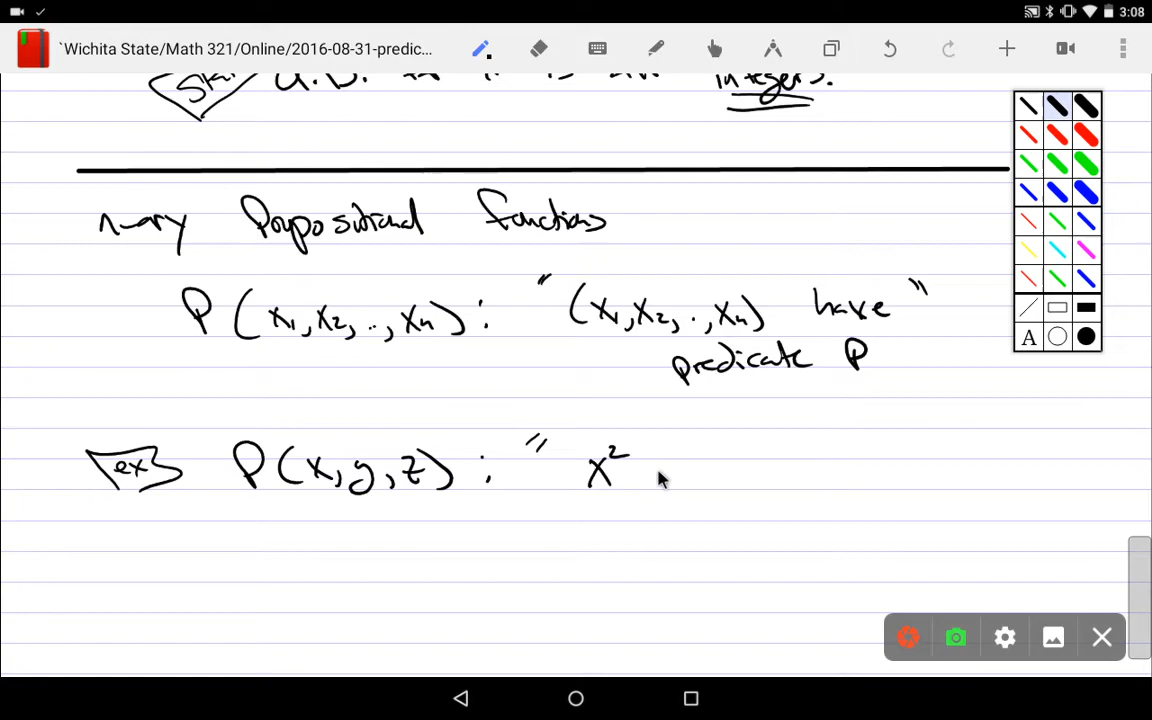 3:08
`Wichita State/Math 321/Online/2016-08-31-predic...
integers.
n-ary Propositional functions
P(x1,x2,..,xn): "(x1,x2,..,xn) have"
predicate P
ex P(x,y,z): " x²
A